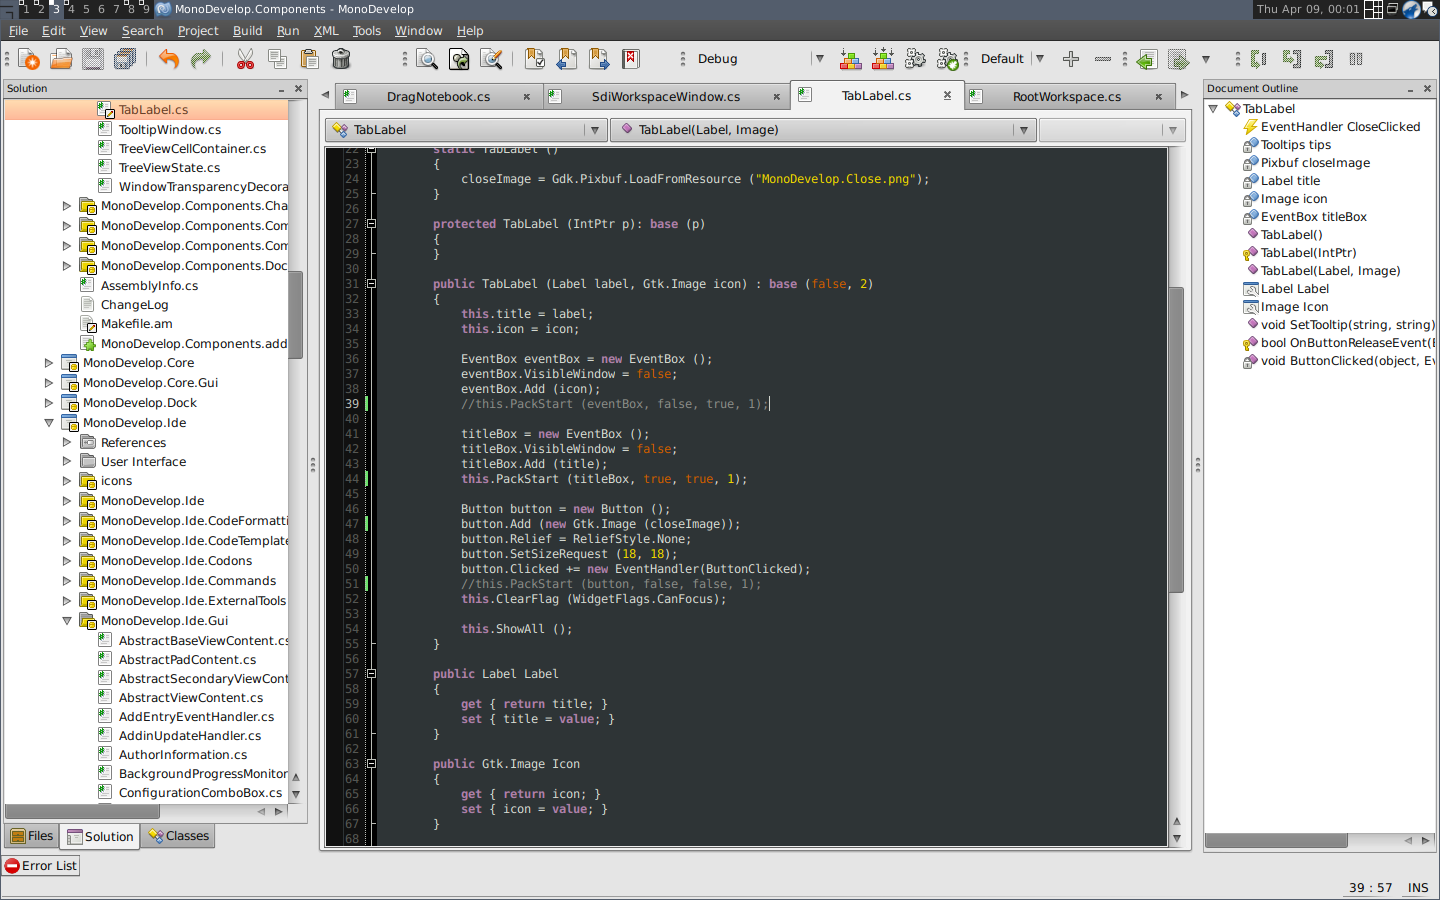 1 2 3 4 5 6 7 8 9 MonoDevelop.Components - MonoDevelop
Thu Apr 09, 00:01
File Edit View Search Project Build Run XML Tools Window Help
Debug
Default
Solution
TabLabel.cs
TooltipWindow.cs
TreeViewCellContainer.cs
TreeViewState.cs
WindowTransparencyDecora
MonoDevelop.Components.Cha
MonoDevelop.Components.Com
MonoDevelop.Components.Com
MonoDevelop.Components.Doc
AssemblyInfo.cs
ChangeLog
Makefile.am
MonoDevelop.Components.add
MonoDevelop.Core
MonoDevelop.Core.Gui
MonoDevelop.Dock
MonoDevelop.Ide
References
User Interface
icons
MonoDevelop.Ide
MonoDevelop.Ide.CodeFormatti
MonoDevelop.Ide.CodeTemplate
MonoDevelop.Ide.Codons
MonoDevelop.Ide.Commands
MonoDevelop.Ide.ExternalTools
MonoDevelop.Ide.Gui
AbstractBaseViewContent.cs
AbstractPadContent.cs
AbstractSecondaryViewCont
AbstractViewContent.cs
AddEntryEventHandler.cs
AddinUpdateHandler.cs
AuthorInformation.cs
BackgroundProgressMonitor
ConfigurationComboBox.cs
Files Solution Classes
Error List
DragNotebook.cs SdiWorkspaceWindow.cs TabLabel.cs RootWorkspace.cs
TabLabel TabLabel(Label, Image)
22 static TabLabel ()
23 {
24 closeImage = Gdk.Pixbuf.LoadFromResource ("MonoDevelop.Close.png");
25 }
26
27 protected TabLabel (IntPtr p): base (p)
28 {
29 }
30
31 public TabLabel (Label label, Gtk.Image icon) : base (false, 2)
32 {
33 this.title = label;
34 this.icon = icon;
35
36 EventBox eventBox = new EventBox ();
37 eventBox.VisibleWindow = false;
38 eventBox.Add (icon);
39 //this.PackStart (eventBox, false, true, 1);
40
41 titleBox = new EventBox ();
42 titleBox.VisibleWindow = false;
43 titleBox.Add (title);
44 this.PackStart (titleBox, true, true, 1);
45
46 Button button = new Button ();
47 button.Add (new Gtk.Image (closeImage));
48 button.Relief = ReliefStyle.None;
49 button.SetSizeRequest (18, 18);
50 button.Clicked += new EventHandler(ButtonClicked);
51 //this.PackStart (button, false, false, 1);
52 this.ClearFlag (WidgetFlags.CanFocus);
53
54 this.ShowAll ();
55 }
56
57 public Label Label
58 {
59 get { return title; }
60 set { title = value; }
61 }
62
63 public Gtk.Image Icon
64 {
65 get { return icon; }
66 set { icon = value; }
67 }
68
Document Outline
TabLabel
EventHandler CloseClicked
Tooltips tips
Pixbuf closeImage
Label title
Image icon
EventBox titleBox
TabLabel()
TabLabel(IntPtr)
TabLabel(Label, Image)
Label Label
Image Icon
void SetTooltip(string, string)
bool OnButtonReleaseEvent(E
void ButtonClicked(object, Ev
39 : 57 INS